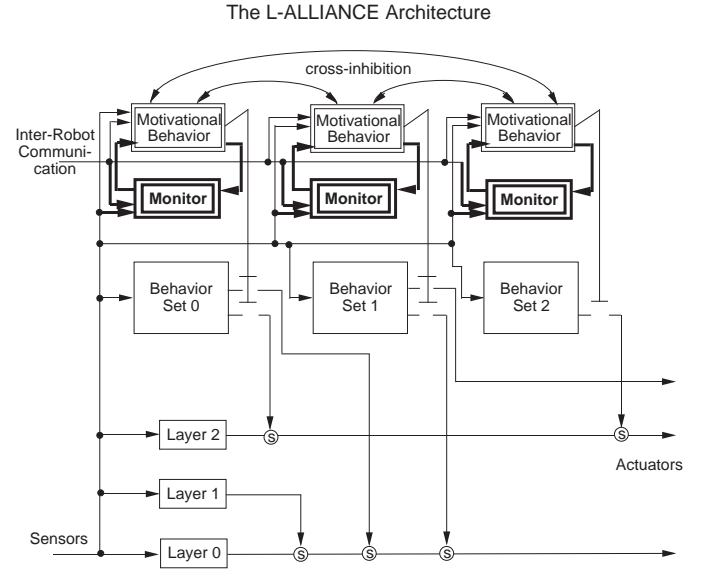 The L-ALLIANCE Architecture
cross-inhibition
Motivational
Behavior
Motivational
Behavior
Motivational
Behavior
Inter-Robot
Communi-
cation
Monitor
Monitor
Monitor
Behavior
Set 0
Behavior
Set 1
Behavior
Set 2
Layer 2
S
S
Actuators
Layer 1
Sensors
Layer 0
S
S
S